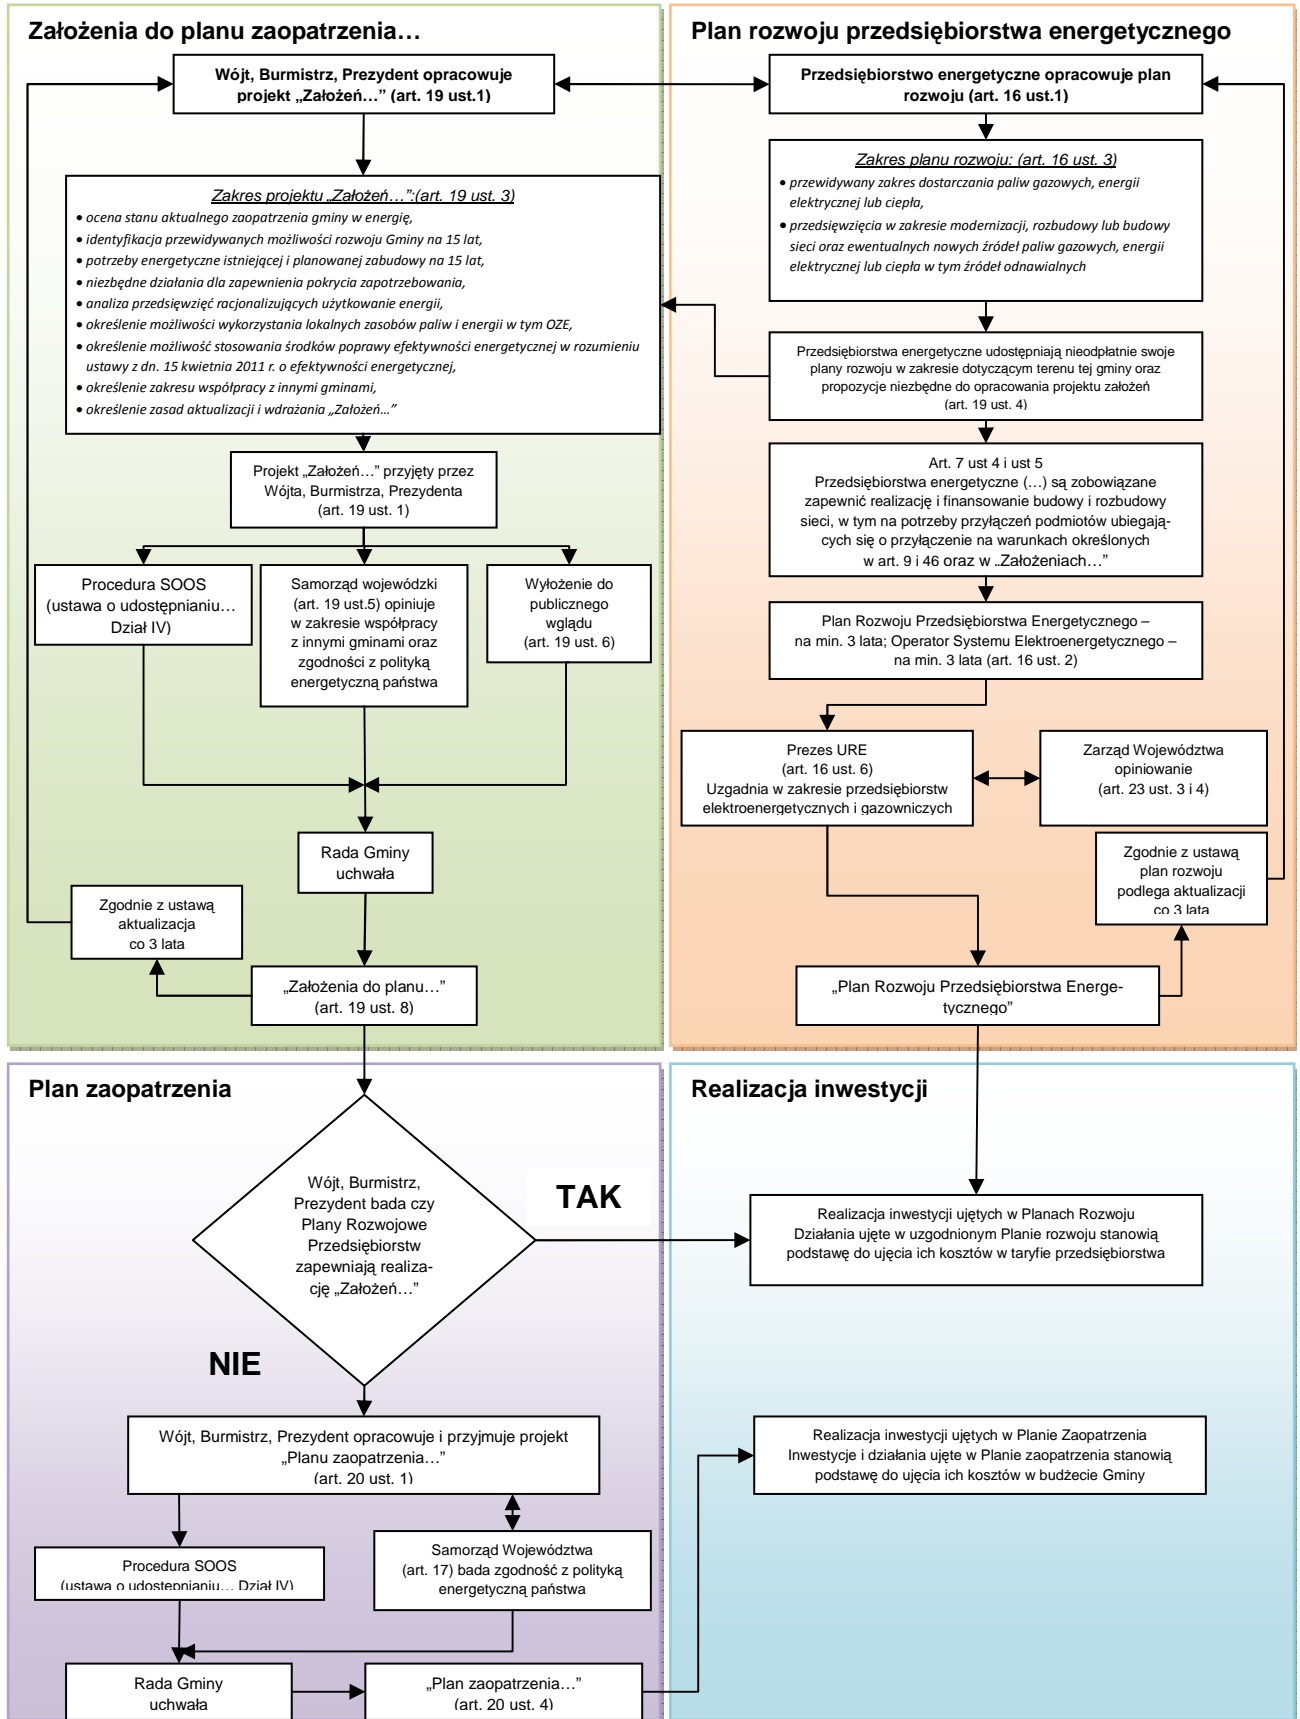 Założenia do planu zaopatrzenia…
Wójt, Burmistrz, Prezydent opracowuje
projekt „Założeń…” (art. 19 ust.1)
Zakres projektu „Założeń…”:(art. 19 ust. 3)
• ocena stanu aktualnego zaopatrzenia gminy w energię,
• identyfikacja przewidywanych możliwości rozwoju Gminy na 15 lat,
• potrzeby energetyczne istniejącej i planowanej zabudowy na 15 lat,
• niezbędne działania dla zapewnienia pokrycia zapotrzebowania,
• analiza przedsięwzięć racjonalizujących użytkowanie energii,
• określenie możliwości wykorzystania lokalnych zasobów paliw i energii w tym OZE,
• określenie możliwość stosowania środków poprawy efektywności energetycznej w rozumieniu
ustawy z dn. 15 kwietnia 2011 r. o efektywności energetycznej,
• określenie zakresu współpracy z innymi gminami,
• określenie zasad aktualizacji i wdrażania „Założeń…”
Projekt „Założeń…” przyjęty przez
Wójta, Burmistrza, Prezydenta
(art. 19 ust. 1)
Procedura SOOS
(ustawa o udostępnianiu…
Dział IV)
Samorząd wojewódzki
(art. 19 ust.5) opiniuje
w zakresie współpracy
z innymi gminami oraz
zgodności z polityką
energetyczną państwa
Wyłożenie do
publicznego
wglądu
(art. 19 ust. 6)
Rada Gminy
uchwała
Zgodnie z ustawą
aktualizacja
co 3 lata
„Założenia do planu…”
(art. 19 ust. 8)
Plan rozwoju przedsiębiorstwa energetycznego
Przedsiębiorstwo energetyczne opracowuje plan
rozwoju (art. 16 ust.1)
Zakres planu rozwoju: (art. 16 ust. 3)
• przewidywany zakres dostarczania paliw gazowych, energii
elektrycznej lub ciepła,
• przedsięwzięcia w zakresie modernizacji, rozbudowy lub budowy
sieci oraz ewentualnych nowych źródeł paliw gazowych, energii
elektrycznej lub ciepła w tym źródeł odnawialnych
Przedsiębiorstwa energetyczne udostępniają nieodpłatnie swoje
plany rozwoju w zakresie dotyczącym terenu tej gminy oraz
propozycje niezbędne do opracowania projektu założeń
(art. 19 ust. 4)
Art. 7 ust 4 i ust 5
Przedsiębiorstwa energetyczne (…) są zobowiązane
zapewnić realizację i finansowanie budowy i rozbudowy
sieci, w tym na potrzeby przyłączeń podmiotów ubiegają-
cych się o przyłączenie na warunkach określonych
w art. 9 i 46 oraz w „Założeniach…”
Plan Rozwoju Przedsiębiorstwa Energetycznego –
na min. 3 lata; Operator Systemu Elektroenergetycznego –
na min. 3 lata (art. 16 ust. 2)
Prezes URE
(art. 16 ust. 6)
Uzgadnia w zakresie przedsiębiorstw
elektroenergetycznych i gazowniczych
Zarząd Województwa
opiniowanie
(art. 23 ust. 3 i 4)
Zgodnie z ustawą
plan rozwoju
podlega aktualizacji
co 3 lata
„Plan Rozwoju Przedsiębiorstwa Energe-
tycznego”
Plan zaopatrzenia
Wójt, Burmistrz,
Prezydent bada czy
Plany Rozwojowe
Przedsiębiorstw
zapewniają realiza-
cję „Założeń…”
TAK
NIE
Wójt, Burmistrz, Prezydent opracowuje i przyjmuje projekt
„Planu zaopatrzenia…”
(art. 20 ust. 1)
Procedura SOOS
(ustawa o udostępnianiu… Dział IV)
Samorząd Województwa
(art. 17) bada zgodność z polityką
energetyczną państwa
Rada Gminy
uchwała
„Plan zaopatrzenia…”
(art. 20 ust. 4)
Realizacja inwestycji
Realizacja inwestycji ujętych w Planach Rozwoju
Działania ujęte w uzgodnionym Planie rozwoju stanowią
podstawę do ujęcia ich kosztów w taryfie przedsiębiorstwa
Realizacja inwestycji ujętych w Planie Zaopatrzenia
Inwestycje i działania ujęte w Planie zaopatrzenia stanowią
podstawę do ujęcia ich kosztów w budżecie Gminy